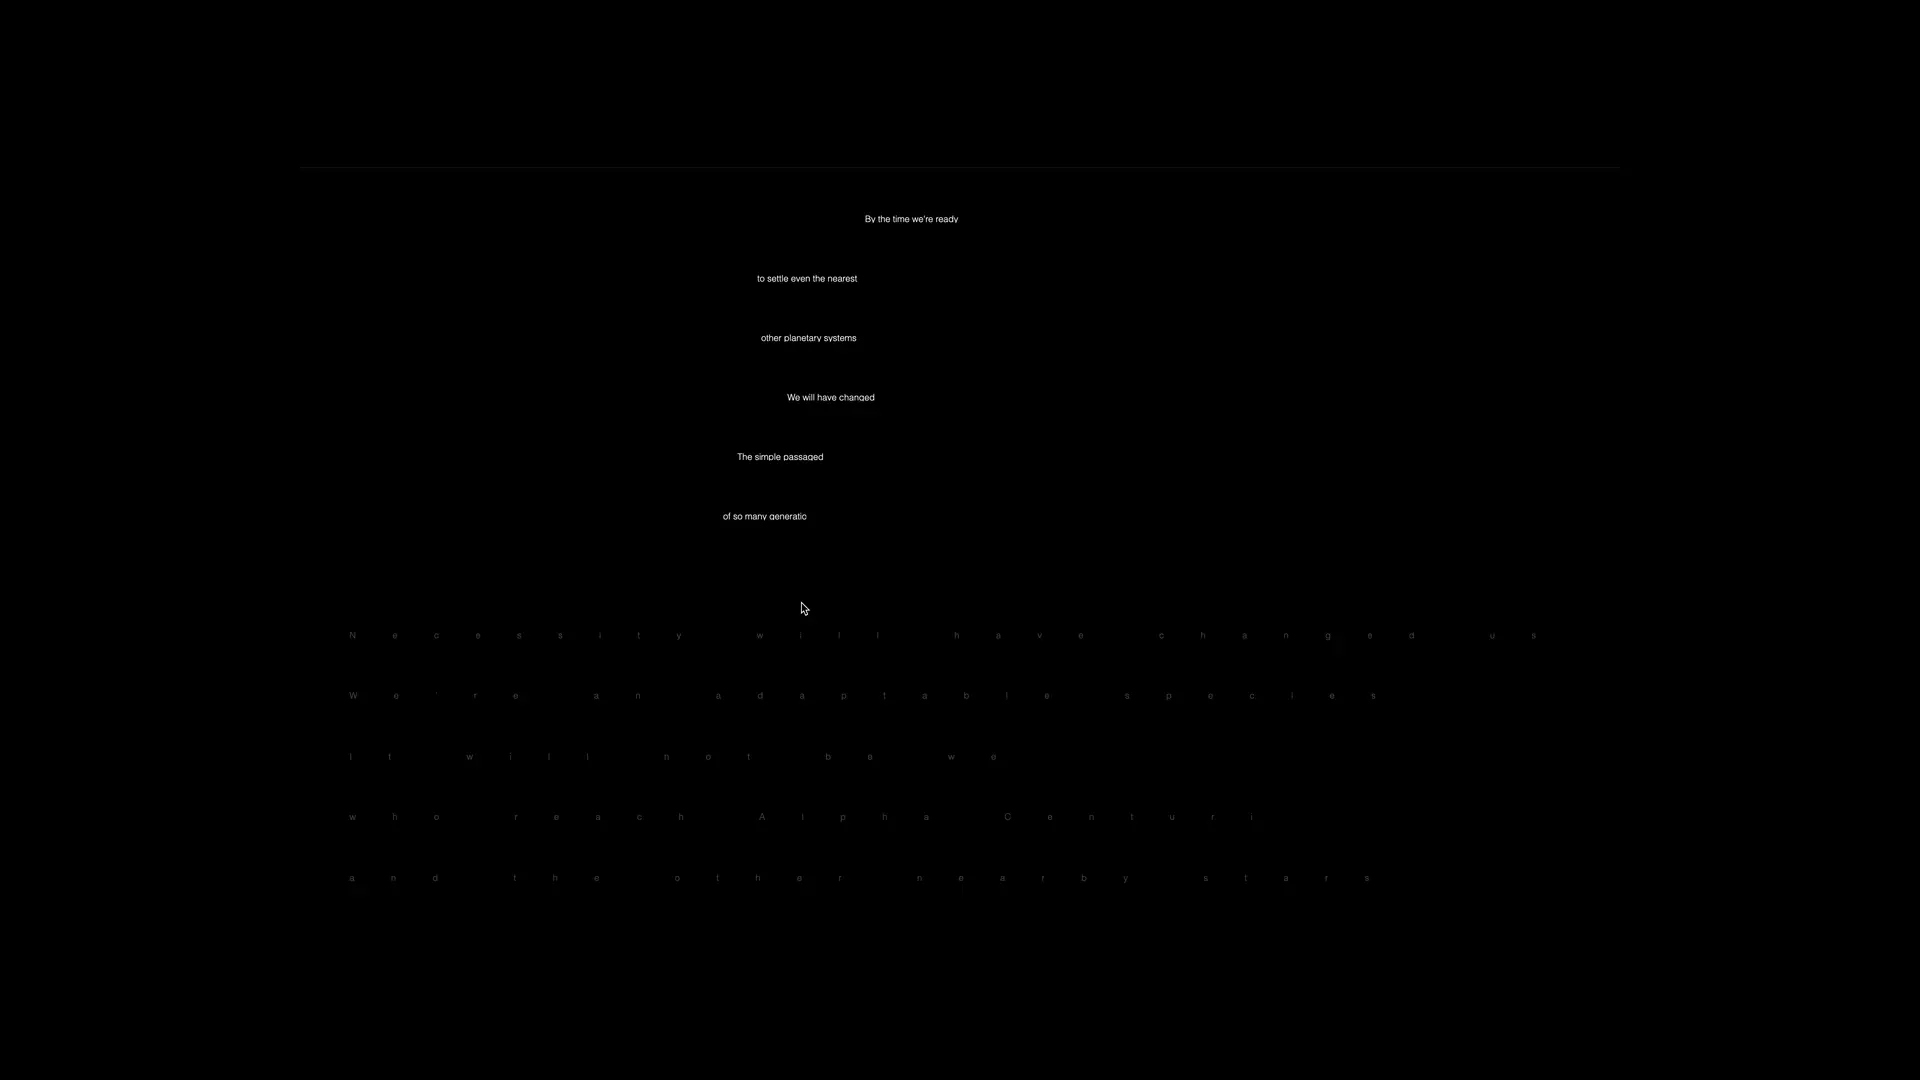 By the time we're ready
to settle even the nearest
other planetary systems
We will have changed
The simple passaged
of so many generatio
Necessity will have changed us
We're an adaptable species
It will not be we
who reach Alpha Centuri
and the other nearby stars